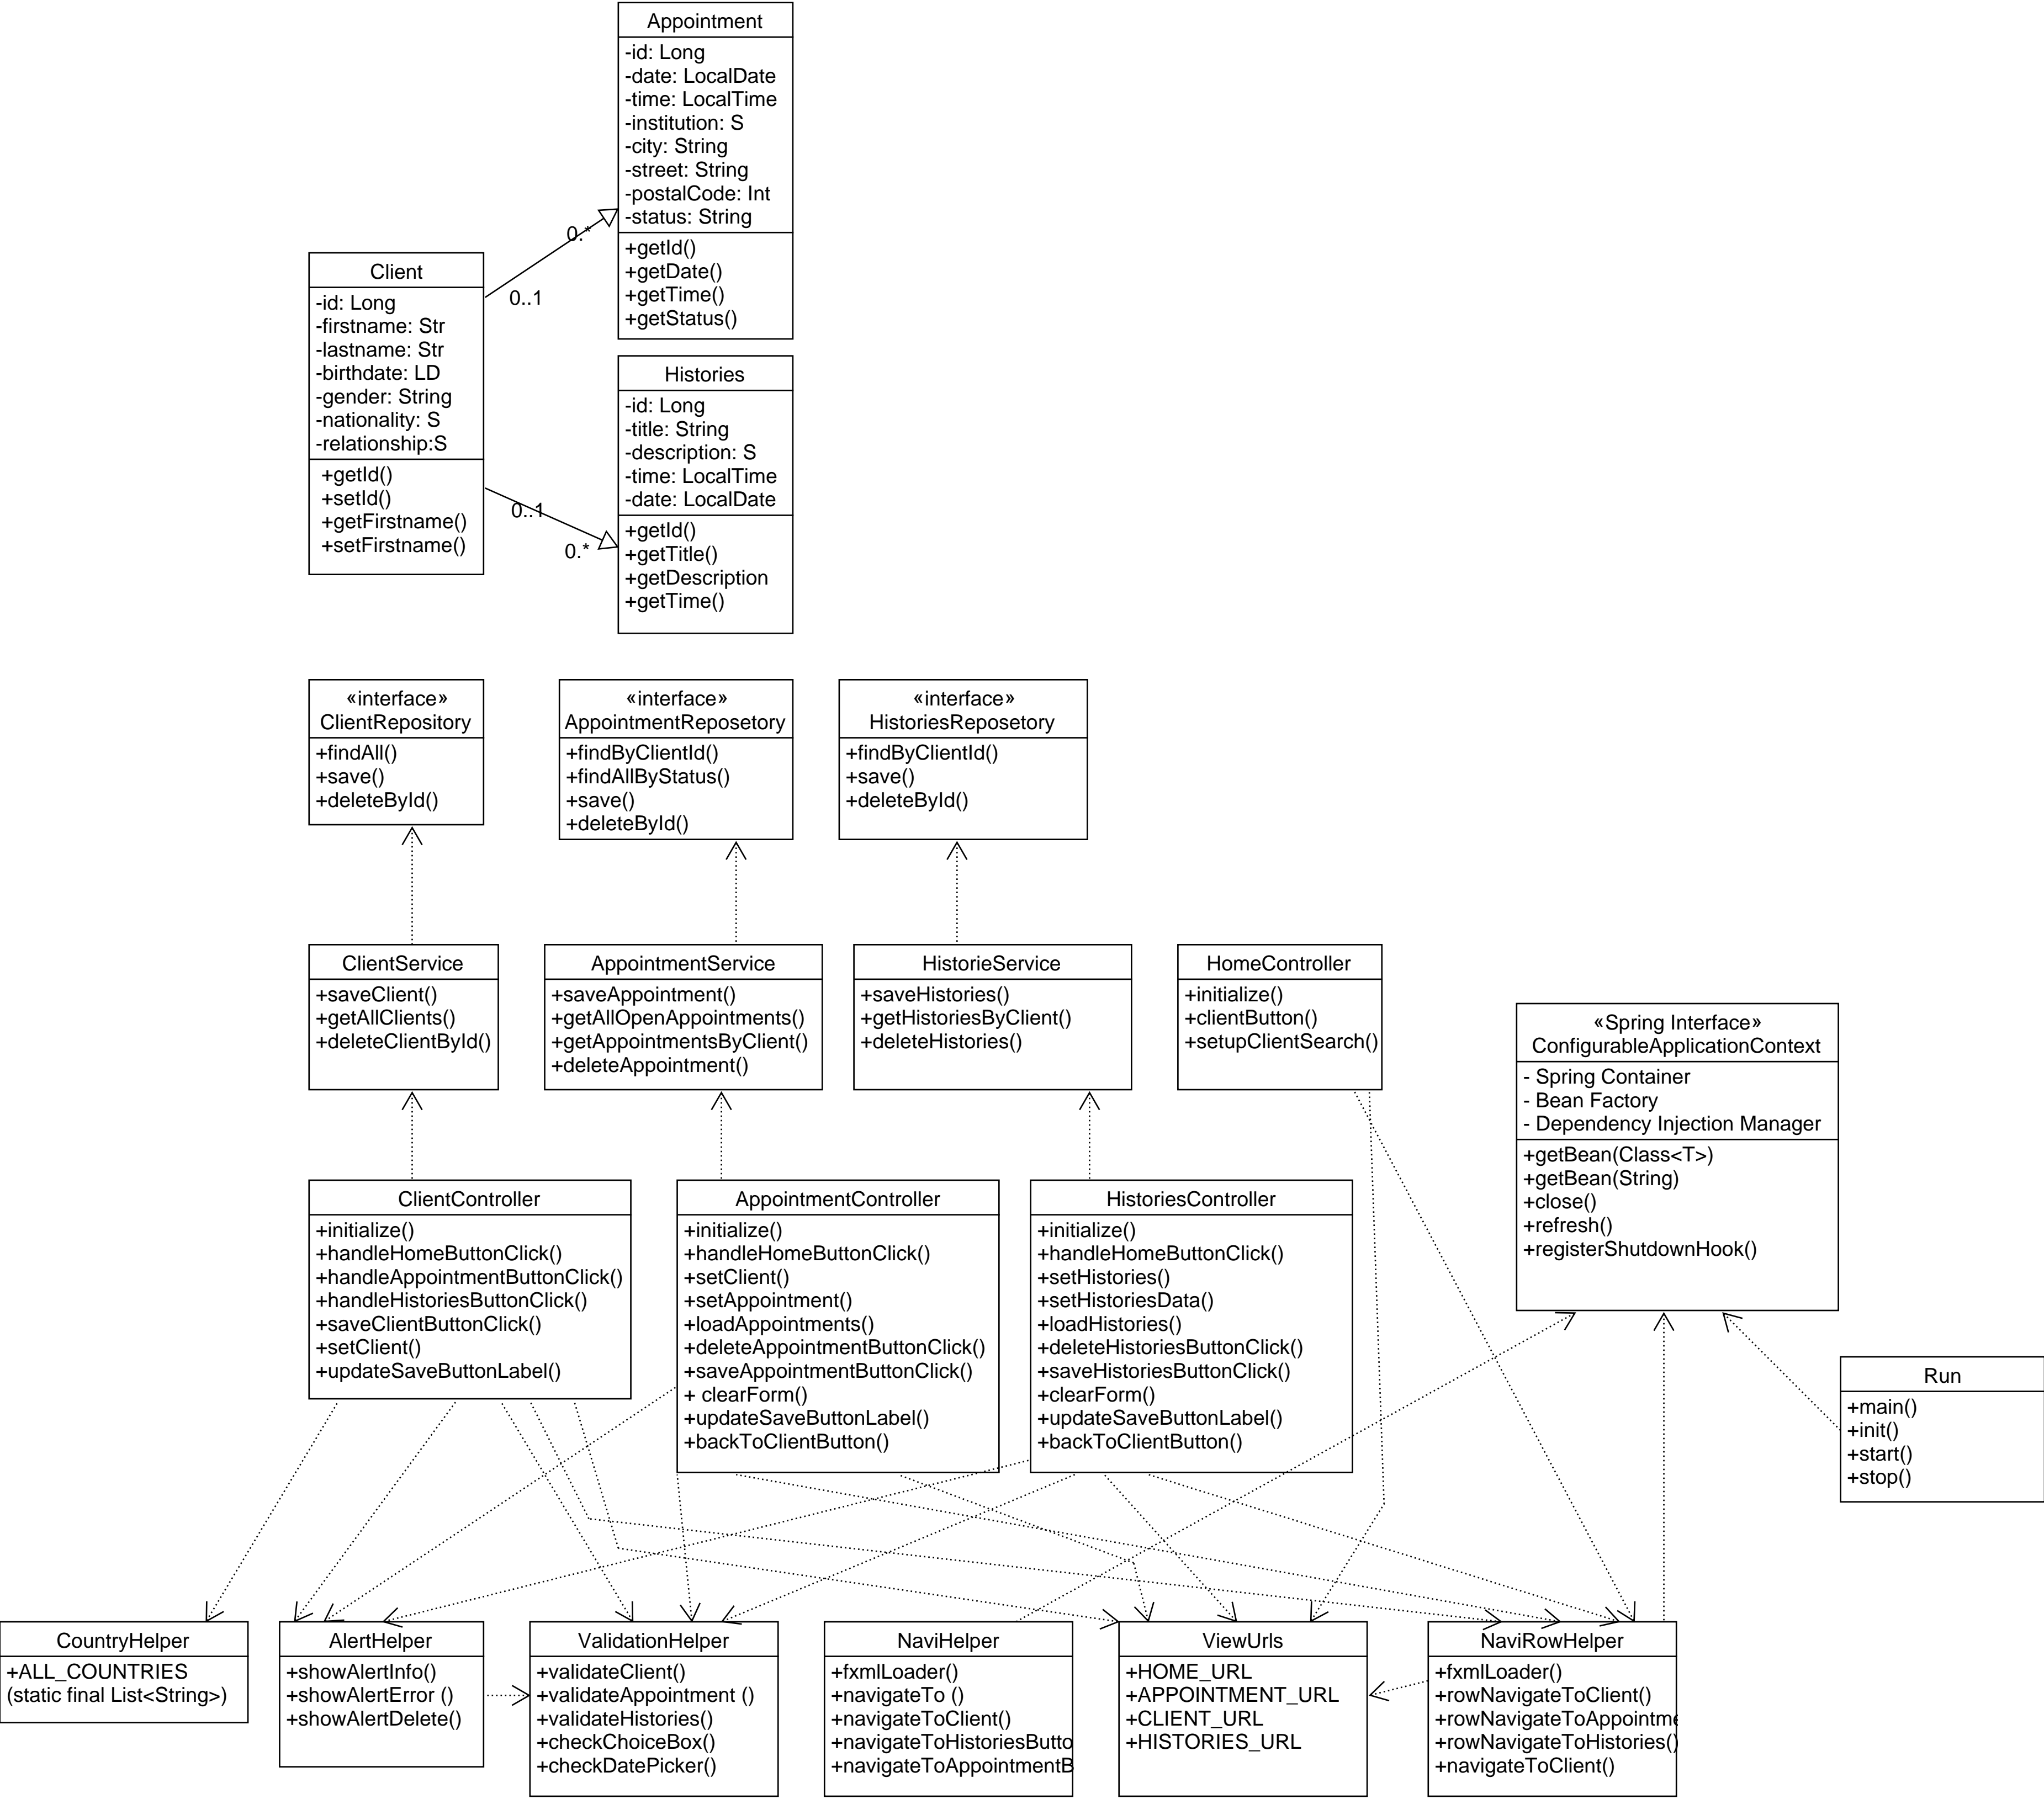 Appointment
-id: Long
-date: LocalDate
-time: LocalTime
-institution: S
-city: String
-street: String
-postalCode: Int
-status: String
+getId()
+getDate()
+getTime()
+getStatus()
0.*
0..1
Client
-id: Long
-firstname: Str
-lastname: Str
-birthdate: LD
-gender: String
-nationality: S
-relationship:S
+getId()
+setId()
+getFirstname()
+setFirstname()
0..1
0.*
Histories
-id: Long
-title: String
-description: S
-time: LocalTime
-date: LocalDate
+getId()
+getTitle()
+getDescription
+getTime()
«interface»
ClientRepository
+findAll()
+save()
+deleteById()
«interface»
AppointmentReposetory
+findByClientId()
+findAllByStatus()
+save()
+deleteById()
«interface»
HistoriesReposetory
+findByClientId()
+save()
+deleteById()
ClientService
+saveClient()
+getAllClients()
+deleteClientById()
AppointmentService
+saveAppointment()
+getAllOpenAppointments()
+getAppointmentsByClient()
+deleteAppointment()
HistorieService
+saveHistories()
+getHistoriesByClient()
+deleteHistories()
HomeController
+initialize()
+clientButton()
+setupClientSearch()
«Spring Interface»
ConfigurableApplicationContext
- Spring Container
- Bean Factory
- Dependency Injection Manager
+getBean(Class<T>)
+getBean(String)
+close()
+refresh()
+registerShutdownHook()
ClientController
+initialize()
+handleHomeButtonClick()
+handleAppointmentButtonClick()
+handleHistoriesButtonClick()
+saveClientButtonClick()
+setClient()
+updateSaveButtonLabel()
AppointmentController
+initialize()
+handleHomeButtonClick()
+setClient()
+setAppointment()
+loadAppointments()
+deleteAppointmentButtonClick()
+saveAppointmentButtonClick()
+ clearForm()
+updateSaveButtonLabel()
+backToClientButton()
HistoriesController
+initialize()
+handleHomeButtonClick()
+setHistories()
+setHistoriesData()
+loadHistories()
+deleteHistoriesButtonClick()
+saveHistoriesButtonClick()
+clearForm()
+updateSaveButtonLabel()
+backToClientButton()
Run
+main()
+init()
+start()
+stop()
CountryHelper
+ALL_COUNTRIES
(static final List<String>)
AlertHelper
+showAlertInfo()
+showAlertError ()
+showAlertDelete()
ValidationHelper
+validateClient()
+validateAppointment ()
+validateHistories()
+checkChoiceBox()
+checkDatePicker()
NaviHelper
+fxmlLoader()
+navigateTo ()
+navigateToClient()
+navigateToHistoriesButto
+navigateToAppointmentB
ViewUrls
+HOME_URL
+APPOINTMENT_URL
+CLIENT_URL
+HISTORIES_URL
NaviRowHelper
+fxmlLoader()
+rowNavigateToClient()
+rowNavigateToAppointme
+rowNavigateToHistories()
+navigateToClient()